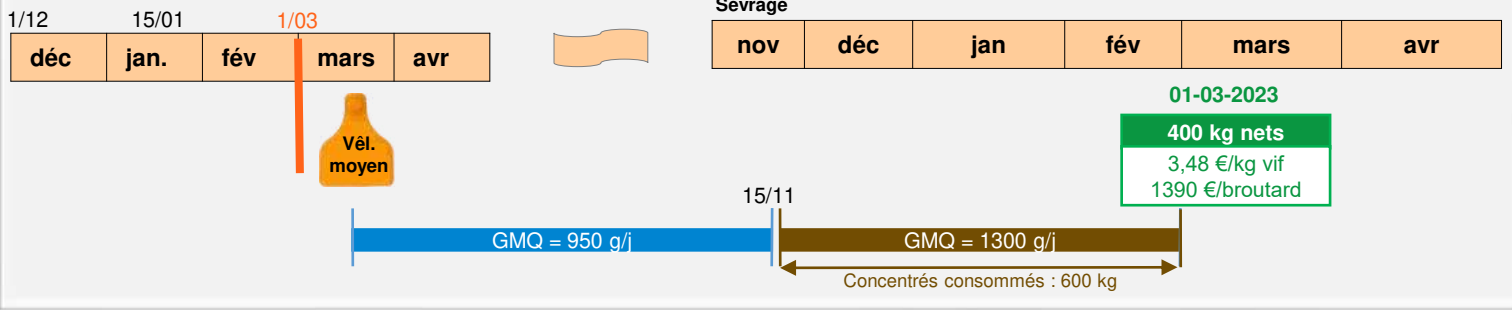 Sevrage
1/12 15/01 1/03
déc jan. fév mars avr
nov déc jan fév mars avr
01-03-2023
400 kg nets
3,48 €/kg vif
1390 €/broutard
Vêl.
moyen
15/11
GMQ = 950 g/j
GMQ = 1300 g/j
Concentrés consommés : 600 kg